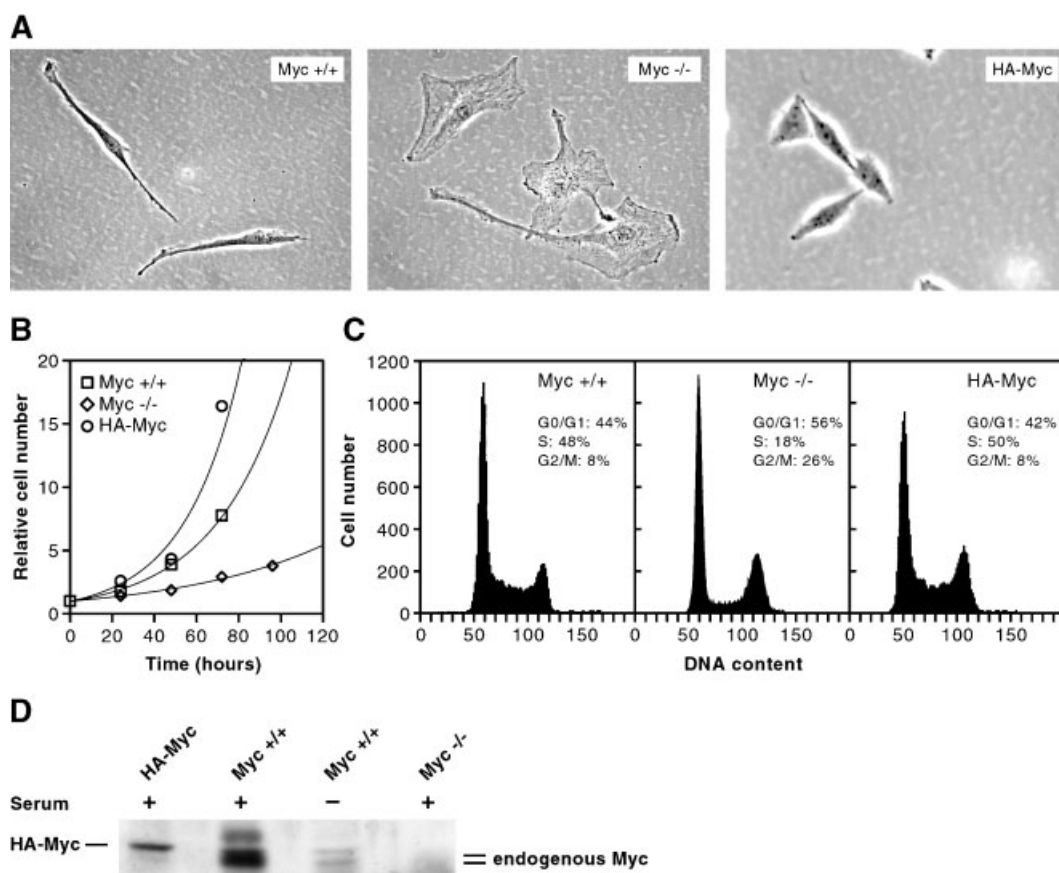 A
Myc +/+
Myc -/-
HA-Myc
B
Relative cell number
20
15
10
5
0
Myc +/+
Myc -/-
HA-Myc
0 20 40 60 80 100 120
Time (hours)
C
Cell number
1200
1000
800
600
400
200
0
Myc +/+
G0/G1: 44%
S: 48%
G2/M: 8%
Myc -/-
G0/G1: 56%
S: 18%
G2/M: 26%
HA-Myc
G0/G1: 42%
S: 50%
G2/M: 8%
0 50 100 150 0 50 100 150 0 50 100 150
DNA content
D
HA-Myc
Myc +/+
Myc +/+
Myc -/-
Serum + + – +
HA-Myc
endogenous Myc